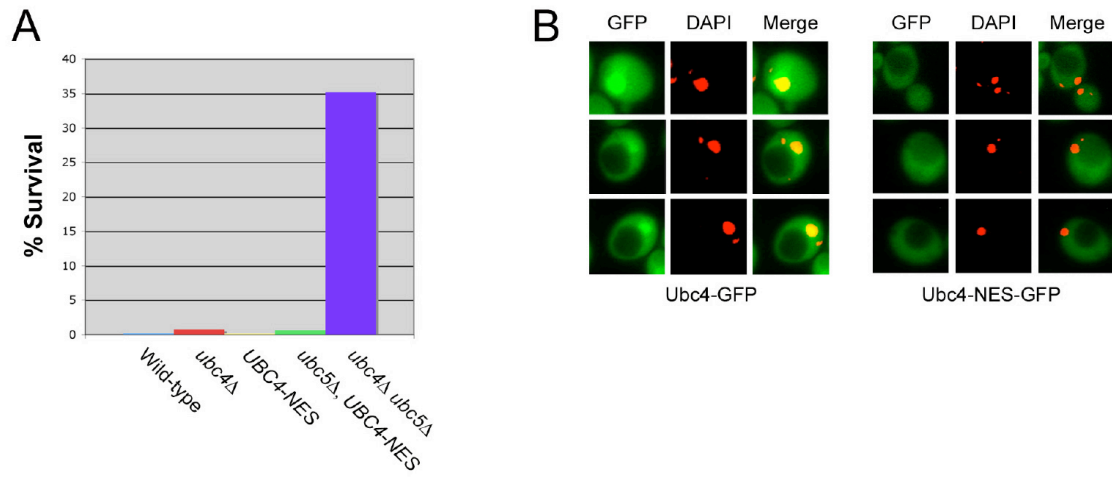 A
% Survival
40
35
30
25
20
15
10
5
0
Wild-type
ubc4Δ
UBC4-NES
ubc5Δ, UBC4-NES
ubc4Δ ubc5Δ
B
GFP DAPI Merge
GFP DAPI Merge
Ubc4-GFP
Ubc4-NES-GFP